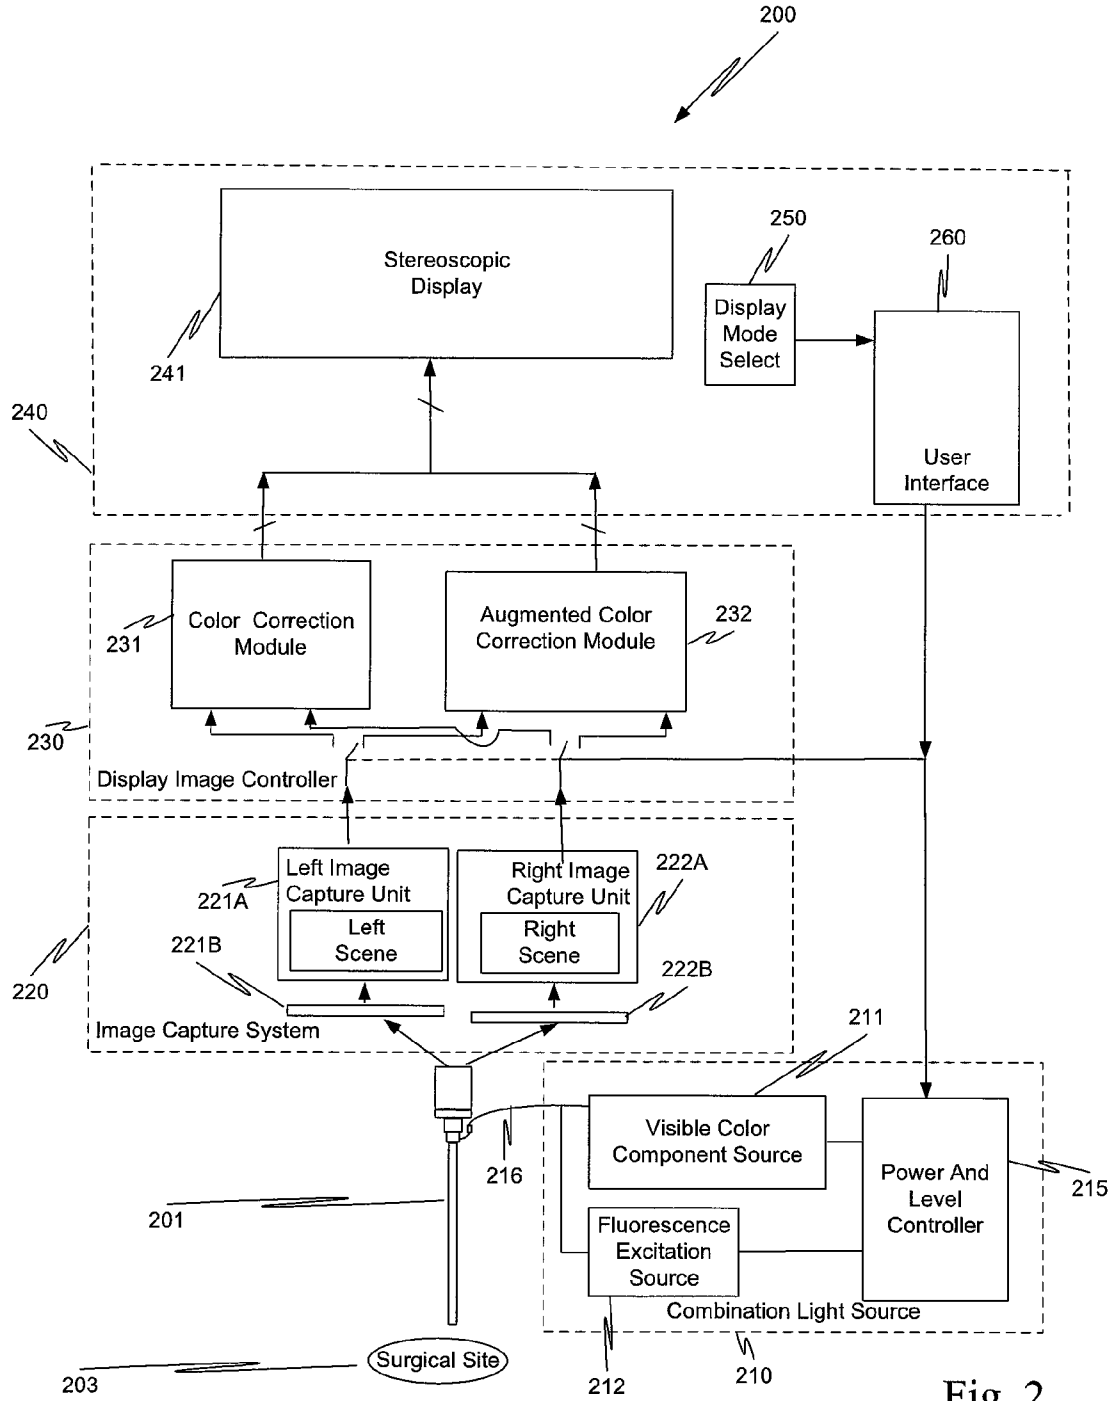 200
Stereoscopic
Display
250
260
Display
Mode
Select
241
240
User
Interface
Color Correction
Module
231
Augmented Color
Correction Module
232
230
Display Image Controller
Left Image
Capture Unit
221A
Left
Scene
Right Image
Capture Unit
222A
Right
Scene
221B
222B
220
Image Capture System
211
Visible Color
Component Source
216
Power And
Level
Controller
215
201
Fluorescence
Excitation
Source
Combination Light Source
212
210
Surgical Site
203
Fig. 2